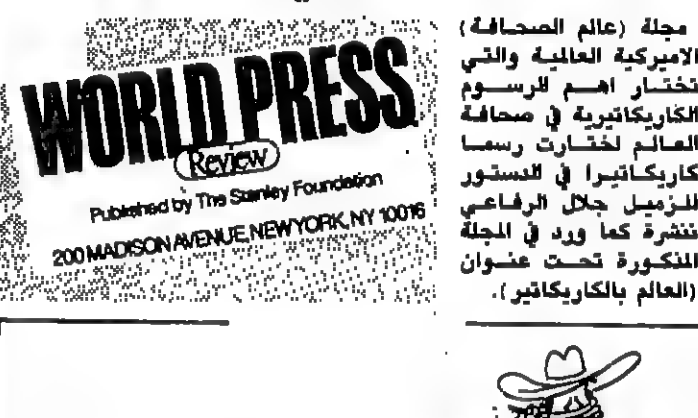 WORLD PRESS
Review
Published by The Stanley Foundation
200 MADISON AVENUE, NEW YORK, NY 10016
مجلة (عالم الصحافة)
الاميركية العالية والتي
تختار اهم الرسوم
الكاريكاتيرية في صحافة
العالم اختارت رسما
كاريكاتيرا في الدستور
للزميل جلال الرفاعي
ننشرة كما ورد في المجلة
المذكورة تحت عنوان
(العالم بالكاريكاتير).